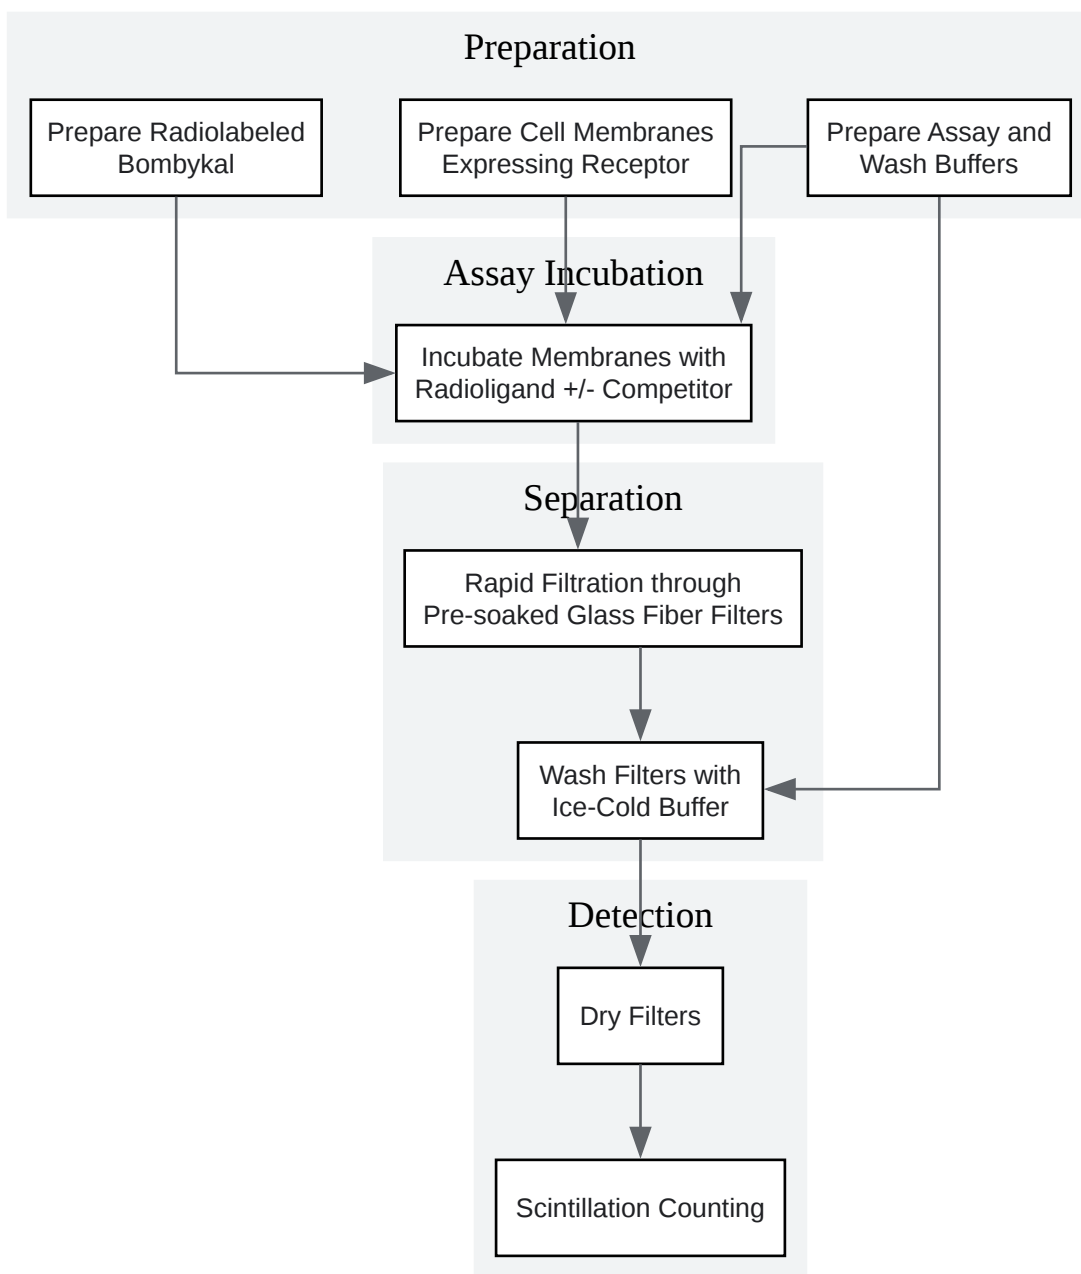 Preparation
Prepare Radiolabeled
Bombykal
Prepare Cell Membranes
Expressing Receptor
Prepare Assay and
Wash Buffers
Assay Incubation
Incubate Membranes with
Radioligand +/- Competitor
Separation
Rapid Filtration through
Pre-soaked Glass Fiber Filters
Wash Filters with
Ice-Cold Buffer
Detection
Dry Filters
Scintillation Counting